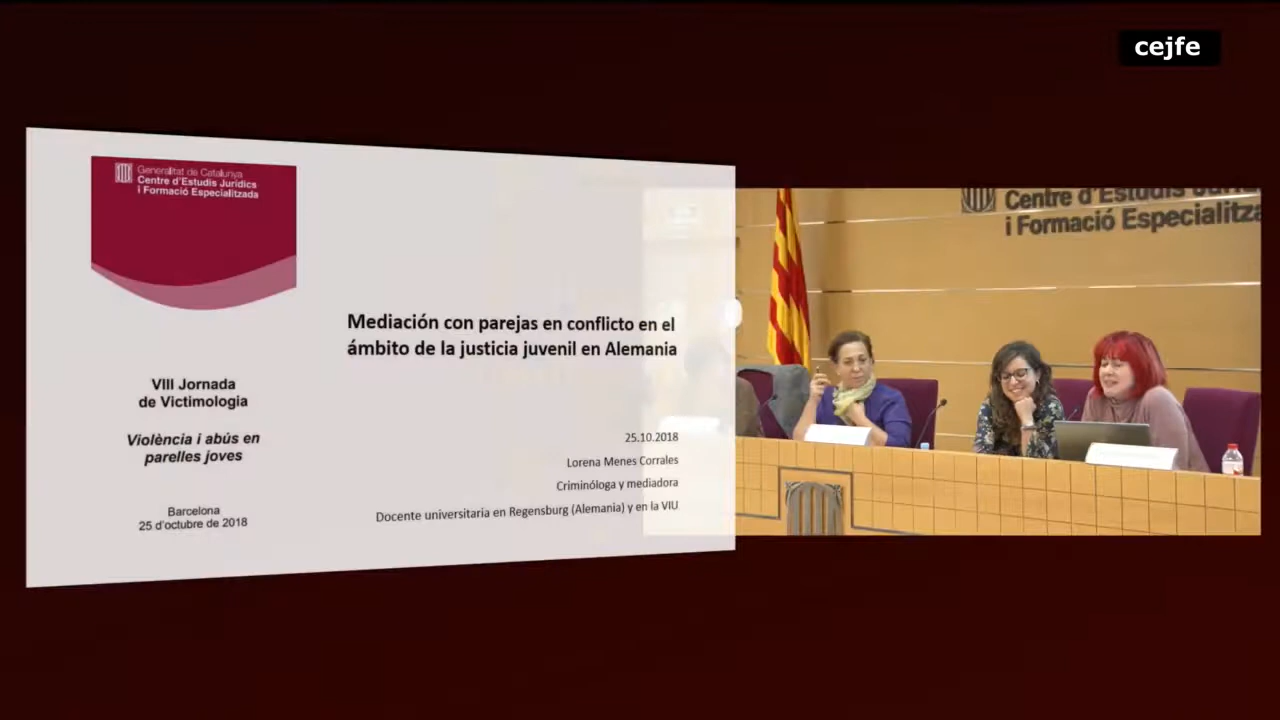 cejfe
Generalitat de Catalunya
Centre d'Estudis Jurídics
i Formació Especialitzada
Mediación con parejas en conflicto en el
ámbito de la justicia juvenil en Alemania
VIII Jornada
de Victimologia
Violència i abús en
parelles joves
Barcelona
25 d'octubre de 2018
25.10.2018
Lorena Menes Corrales
Criminóloga y mediadora
Docente universitaria en Regensburg (Alemania) y en la VIU
Centre d'Estudis
i Formació